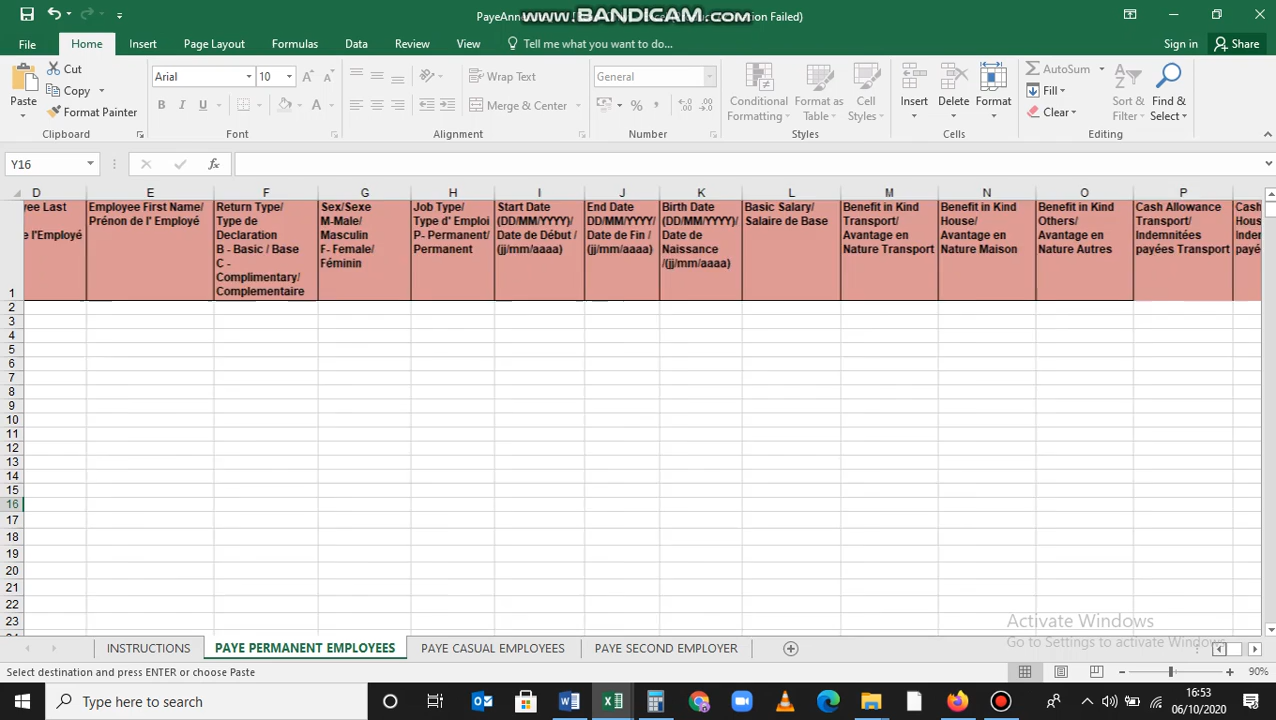 PayeAnn
www.BANDICAM.com
ion Failed)
File
Home
Insert
Page Layout
Formulas
Data
Review
View
Tell me what you want to do...
Sign in
Share
Paste
Cut
Copy
Format Painter
Clipboard
Arial
10
B I U
Font
Wrap Text
Merge & Center
Alignment
General
%
Number
Conditional Formatting
Format as Table
Cell Styles
Styles
Insert
Delete
Format
Cells
AutoSum
Fill
Clear
Sort & Filter
Find & Select
Editing
Y16
fx
D E F G H I J K L M N O P
1
yee Last
e l'Employé
Employee First Name/
Prénon de l' Employé
Return Type/
Type de
Declaration
B - Basic / Base
C -
Complimentary/
Complementaire
Sex/Sexe
M-Male/
Masculin
F- Female/
Féminin
Job Type/
Type d' Emploi
P- Permanent/
Permanent
Start Date
(DD/MM/YYYY)/
Date de Début /
(jj/mm/aaaa)
End Date
DD/MM/YYYY/
Date de Fin /
(jj/mm/aaaa)
Birth Date
(DD/MM/YYYY)/
Date de
Naissance
/(jj/mm/aaaa)
Basic Salary/
Salaire de Base
Benefit in Kind
Transport/
Avantage en
Nature Transport
Benefit in Kind
House/
Avantage en
Nature Maison
Benefit in Kind
Others/
Avantage en
Nature Autres
Cash Allowance
Transport/
Indemnitées
payées Transport
Cash
Hous
Inder
payé
2
3
4
5
6
7
8
9
10
11
12
13
14
15
16
17
18
19
20
21
22
23
Activate Windows
Go to Settings to activate Windows.
INSTRUCTIONS
PAYE PERMANENT EMPLOYEES
PAYE CASUAL EMPLOYEES
PAYE SECOND EMPLOYER
Select destination and press ENTER or choose Paste
90%
Type here to search
16:53
06/10/2020